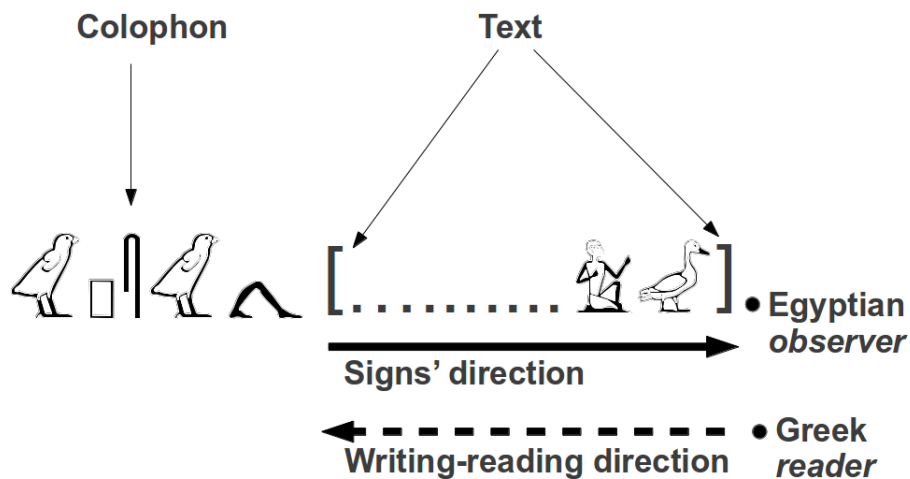 Colophon
Text
[ . . . . . . . . . . ]
• Egyptian
observer
Signs' direction
• Greek
reader
Writing-reading direction